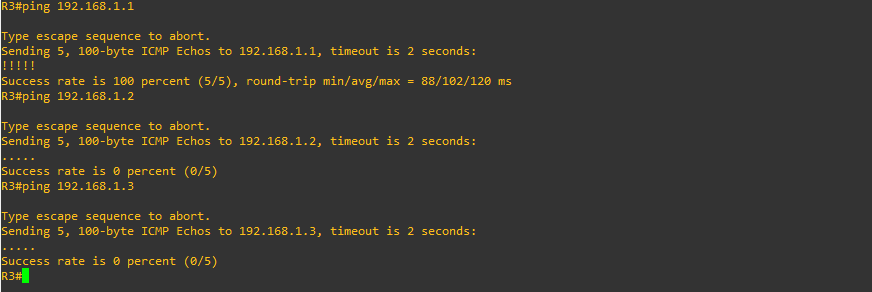 R3#ping 192.168.1.1
Type escape sequence to abort.
Sending 5, 100-byte ICMP Echos to 192.168.1.1, timeout is 2 seconds:
!!!!!
Success rate is 100 percent (5/5), round-trip min/avg/max = 88/102/120 ms
R3#ping 192.168.1.2
Type escape sequence to abort.
Sending 5, 100-byte ICMP Echos to 192.168.1.2, timeout is 2 seconds:
.....
Success rate is 0 percent (0/5)
R3#ping 192.168.1.3
Type escape sequence to abort.
Sending 5, 100-byte ICMP Echos to 192.168.1.3, timeout is 2 seconds:
.....
Success rate is 0 percent (0/5)
R3#